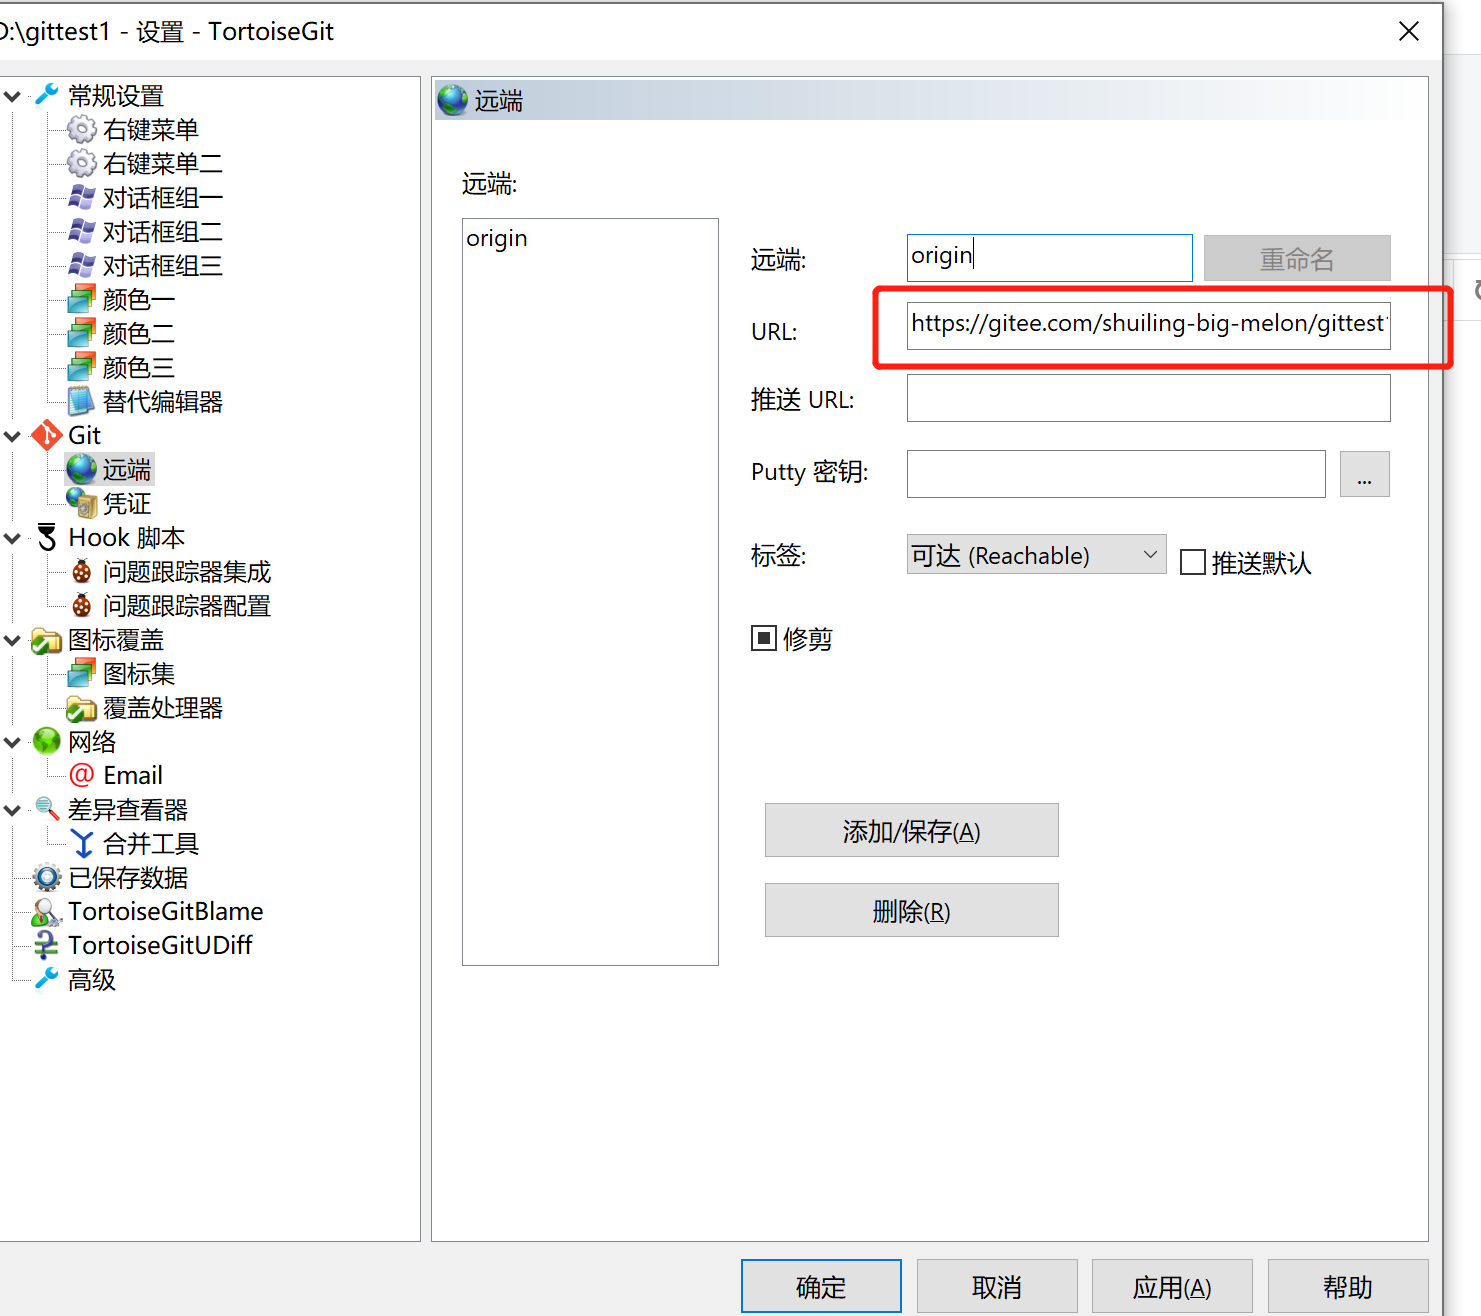 D:\gittest1 - 设置 - TortoiseGit
常规设置
右键菜单
右键菜单二
对话框组一
对话框组二
对话框组三
颜色一
颜色二
颜色三
替代编辑器
Git
远端
凭证
Hook 脚本
问题跟踪器集成
问题跟踪器配置
图标覆盖
图标集
覆盖处理器
网络
Email
差异查看器
合并工具
已保存数据
TortoiseGitBlame
TortoiseGitUDiff
高级
远端
远端:
origin
远端: origin 重命名
URL: https://gitee.com/shuiling-big-melon/gittest1
推送 URL:
Putty 密钥: ...
标签: 可达 (Reachable) 推送默认
修剪
添加/保存(A)
删除(R)
确定 取消 应用(A) 帮助